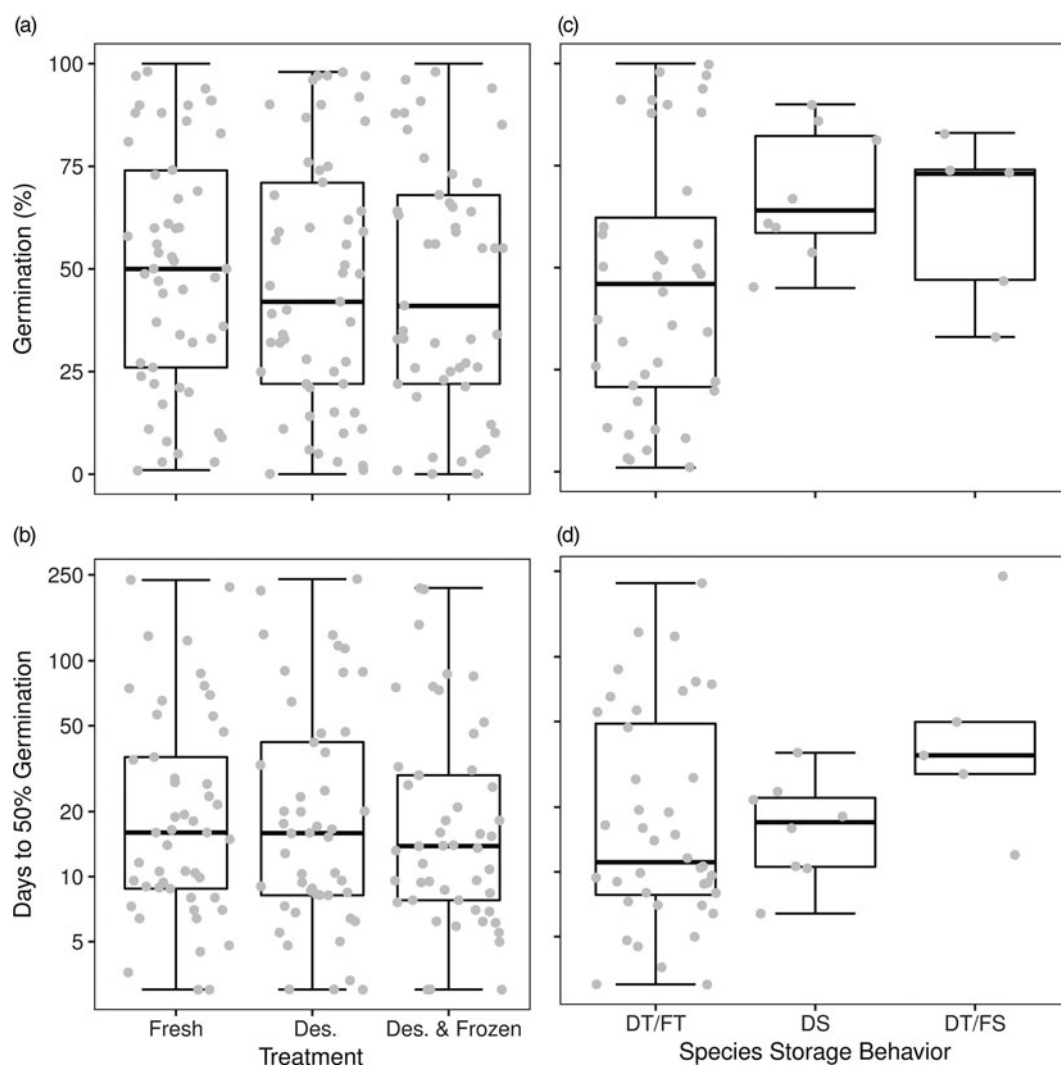 (a)
Germination (%)
100
75
50
25
0
(b)
Days to 50% Germination
250
100
50
20
10
5
Fresh Des. Des. & Frozen
Treatment
(c)
(d)
DT/FT DS DT/FS
Species Storage Behavior